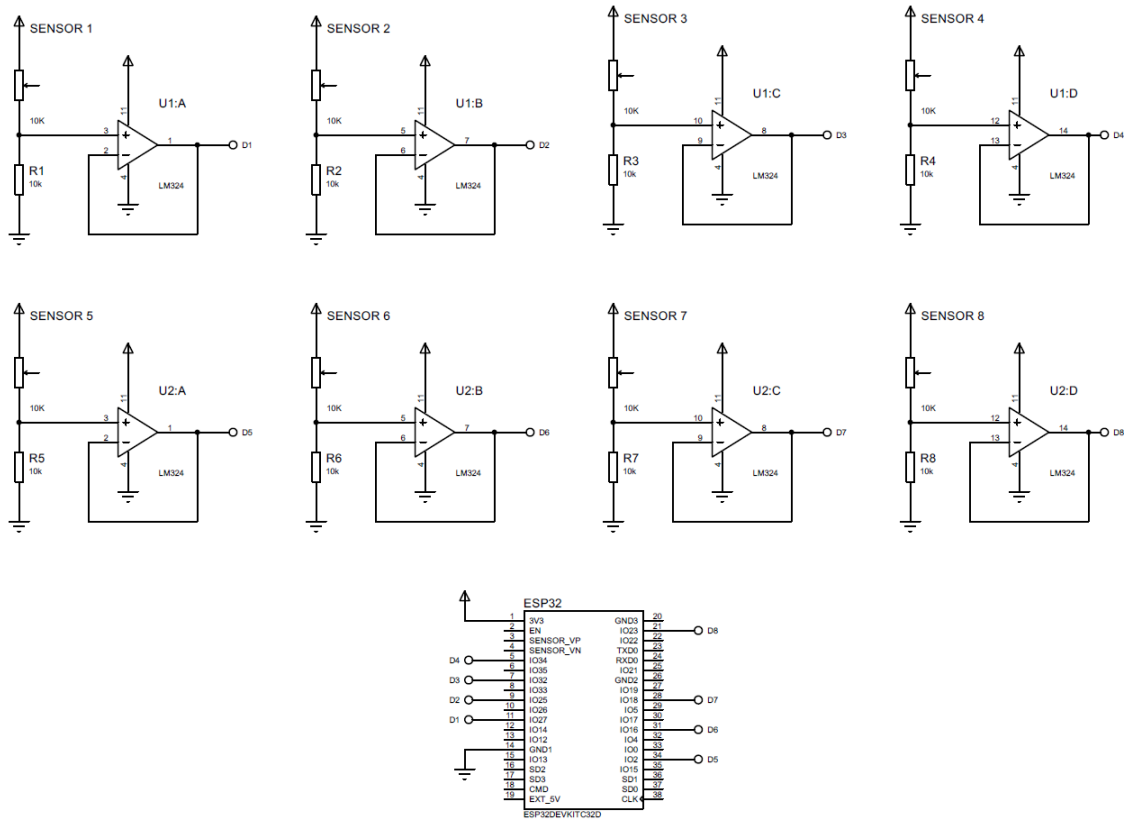 SENSOR 1
U1:A
11
10K
3
2
1
D1
4
R1
10k
LM324
SENSOR 2
U1:B
11
10K
5
6
7
D2
4
R2
10k
LM324
SENSOR 3
U1:C
11
10K
10
9
8
D3
4
R3
10k
LM324
SENSOR 4
U1:D
11
10K
12
13
14
D4
4
R4
10k
LM324
SENSOR 5
U2:A
11
10K
3
2
1
D5
4
R5
10k
LM324
SENSOR 6
U2:B
11
10K
5
6
7
D6
4
R6
10k
LM324
SENSOR 7
U2:C
11
10K
10
9
8
D7
4
R7
10k
LM324
SENSOR 8
U2:D
11
10K
12
13
14
D8
4
R8
10k
LM324
ESP32
1 3V3 GND3 20
2 EN IO23 21 D8
3 SENSOR_VP IO22 22
4 SENSOR_VN TXD0 23
D4 5 IO34 RXD0 24
6 IO35 IO21 25
D3 7 IO32 GND2 26
8 IO33 IO19 27
D2 9 IO25 IO18 28 D7
10 IO26 IO5 29
D1 11 IO27 IO17 30
12 IO14 IO16 31 D6
13 IO12 IO4 32
14 GND1 IO0 33
15 IO13 IO2 34 D5
16 SD2 IO15 35
17 SD3 SD1 36
18 CMD SD0 37
19 EXT_5V CLK 38
ESP32DEVKITC32D